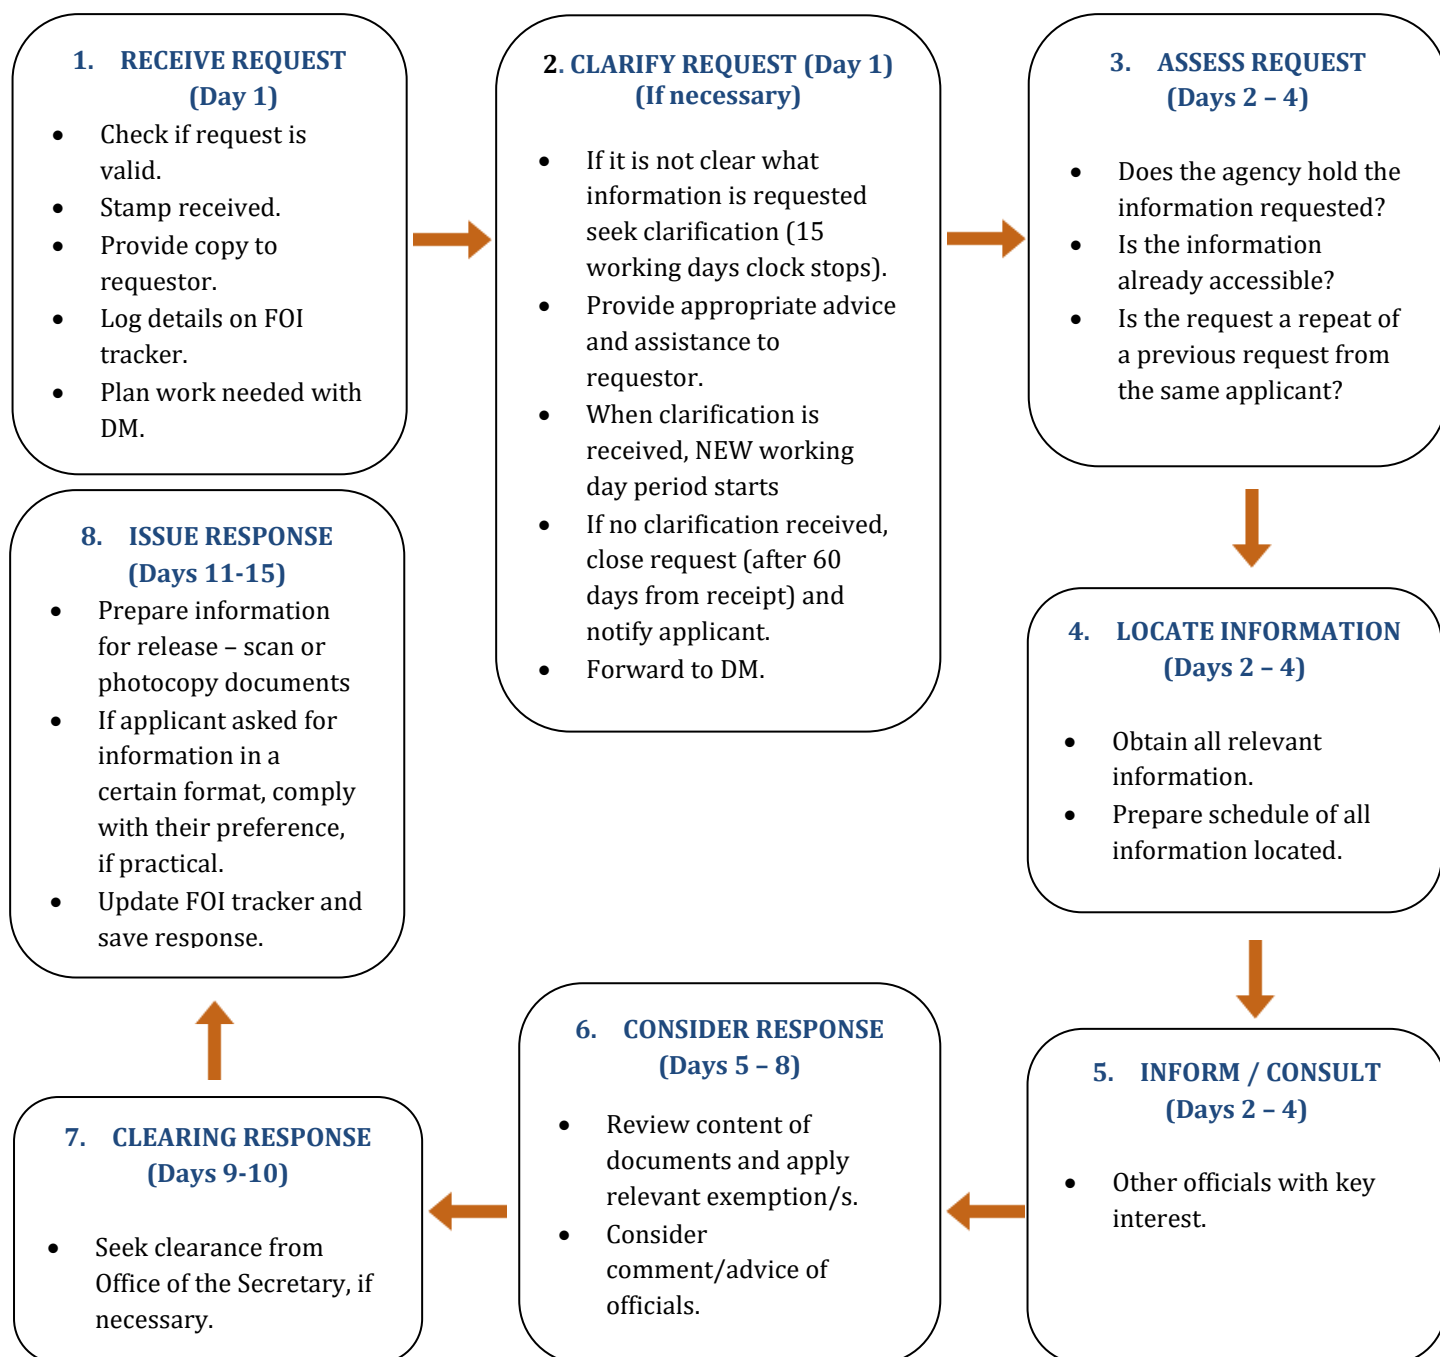 1. RECEIVE REQUEST
(Day 1)
• Check if request is
valid.
• Stamp received.
• Provide copy to
requestor.
• Log details on FOI
tracker.
• Plan work needed with
DM.
2. CLARIFY REQUEST (Day 1)
(If necessary)
• If it is not clear what
information is requested
seek clarification (15
working days clock stops).
• Provide appropriate advice
and assistance to
requestor.
• When clarification is
received, NEW working
day period starts
• If no clarification received,
close request (after 60
days from receipt) and
notify applicant.
• Forward to DM.
3. ASSESS REQUEST
(Days 2 – 4)
• Does the agency hold the
information requested?
• Is the information
already accessible?
• Is the request a repeat of
a previous request from
the same applicant?
4. LOCATE INFORMATION
(Days 2 – 4)
• Obtain all relevant
information.
• Prepare schedule of all
information located.
5. INFORM / CONSULT
(Days 2 – 4)
• Other officials with key
interest.
6. CONSIDER RESPONSE
(Days 5 – 8)
• Review content of
documents and apply
relevant exemption/s.
• Consider
comment/advice of
officials.
7. CLEARING RESPONSE
(Days 9-10)
• Seek clearance from
Office of the Secretary, if
necessary.
8. ISSUE RESPONSE
(Days 11-15)
• Prepare information
for release – scan or
photocopy documents
• If applicant asked for
information in a
certain format, comply
with their preference,
if practical.
• Update FOI tracker and
save response.